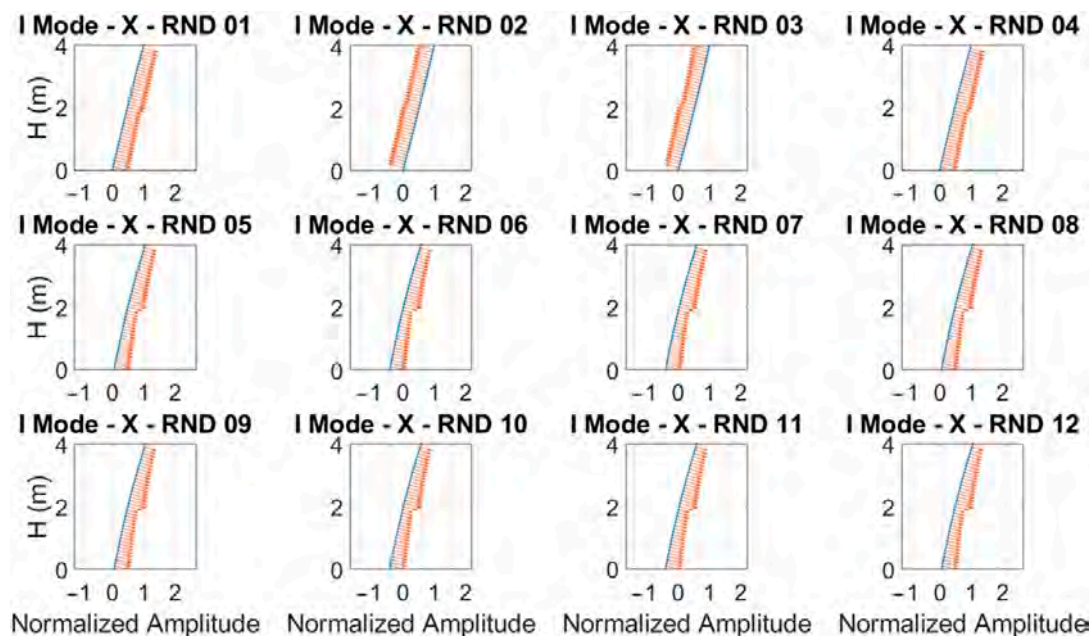 I Mode - X - RND 01 I Mode - X - RND 02 I Mode - X - RND 03 I Mode - X - RND 04
4 4 4 4
H (m) 2 2 2 2
0 0 0 0
−1 0 1 2 −1 0 1 2 −1 0 1 2 −1 0 1 2
I Mode - X - RND 05 I Mode - X - RND 06 I Mode - X - RND 07 I Mode - X - RND 08
4 4 4 4
H (m) 2 2 2 2
0 0 0 0
−1 0 1 2 −1 0 1 2 −1 0 1 2 −1 0 1 2
I Mode - X - RND 09 I Mode - X - RND 10 I Mode - X - RND 11 I Mode - X - RND 12
4 4 4 4
H (m) 2 2 2 2
0 0 0 0
−1 0 1 2 −1 0 1 2 −1 0 1 2 −1 0 1 2
Normalized Amplitude Normalized Amplitude Normalized Amplitude Normalized Amplitude